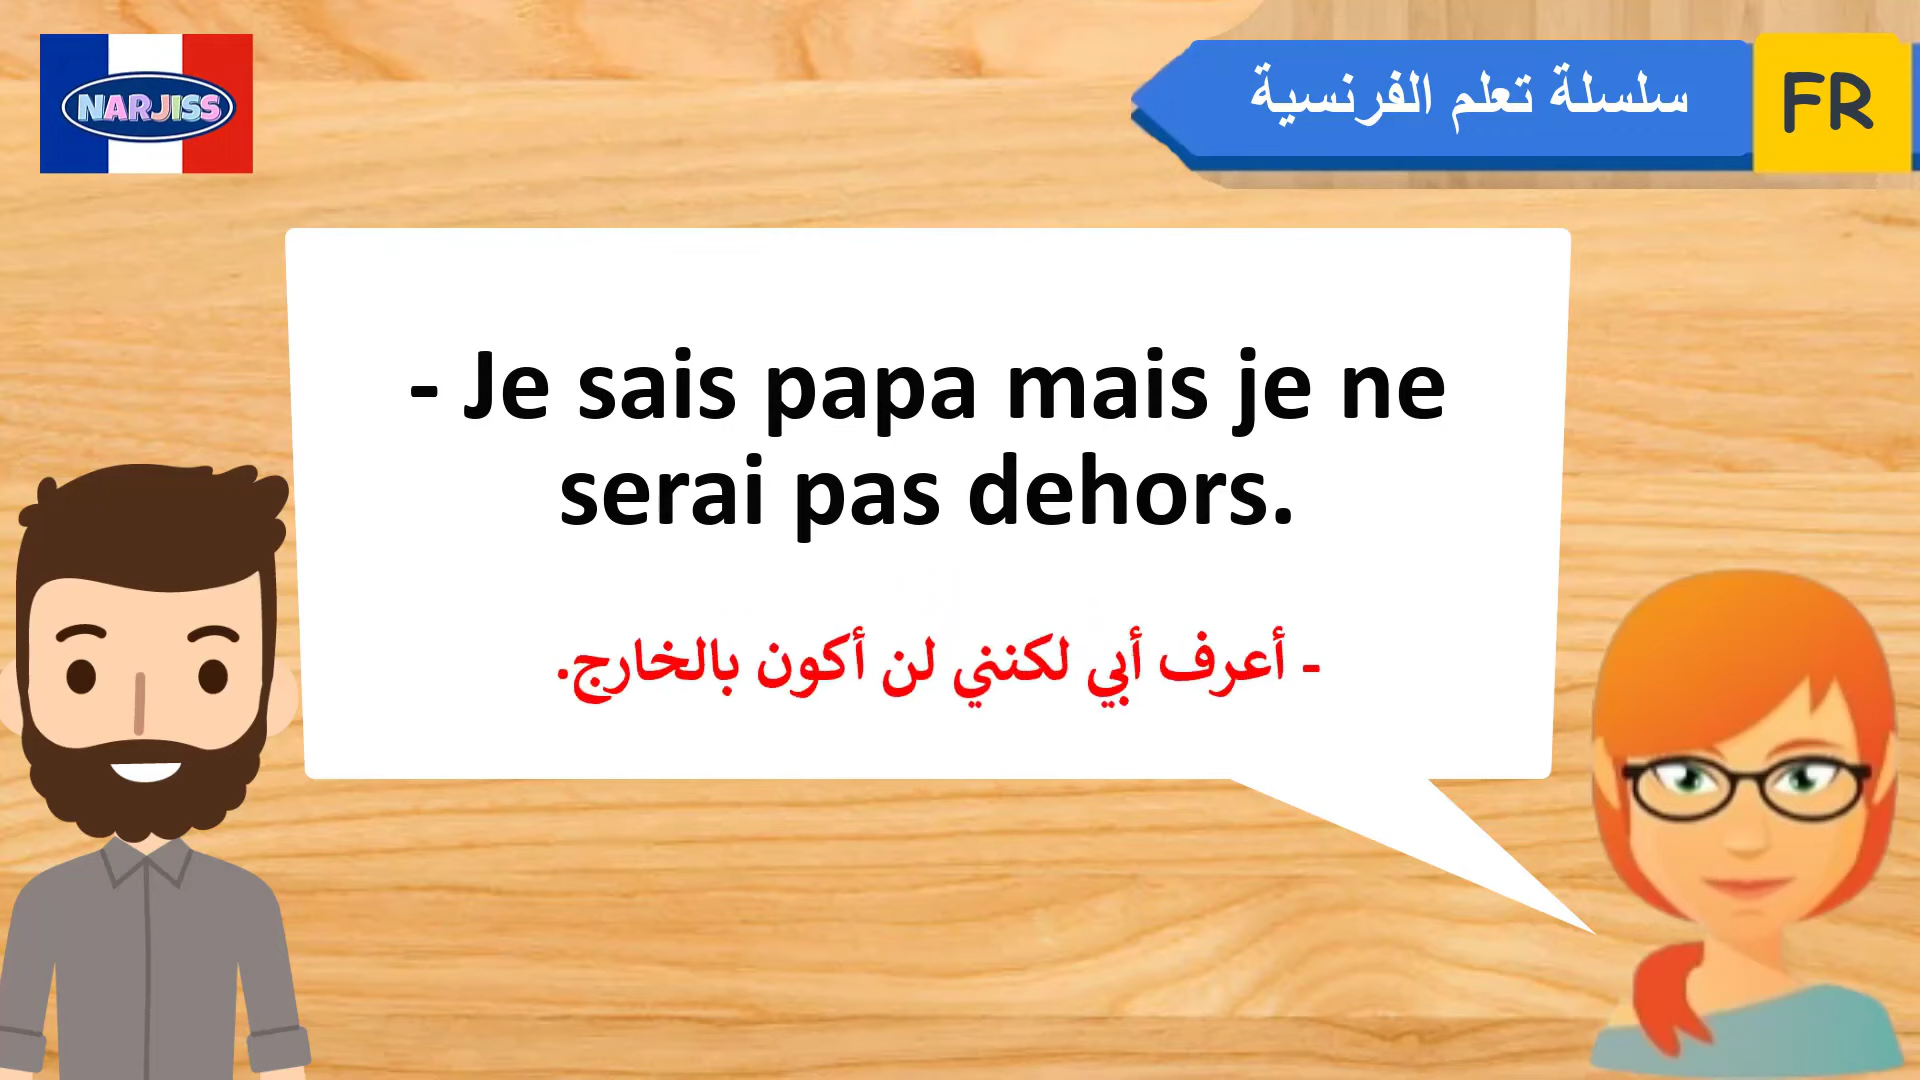 NARJISS
سلسلة تعلم الفرنسية
FR
- Je sais papa mais je ne
serai pas dehors.
- أعرف أبي لكنني لن أكون بالخارج.